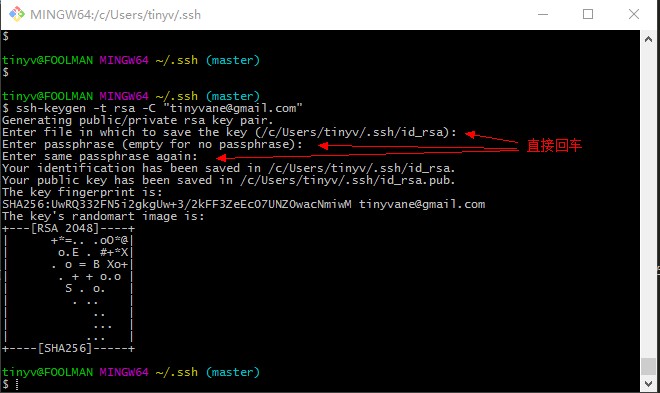 MINGW64:/c/Users/tinyv/.ssh
$
tinyv@FOOLMAN MINGW64 ~/.ssh (master)
$
tinyv@FOOLMAN MINGW64 ~/.ssh (master)
$ ssh-keygen -t rsa -C "tinyvane@gmail.com"
Generating public/private rsa key pair.
Enter file in which to save the key (/c/Users/tinyv/.ssh/id_rsa):
Enter passphrase (empty for no passphrase):
直接回车
Enter same passphrase again:
Your identification has been saved in /c/Users/tinyv/.ssh/id_rsa.
Your public key has been saved in /c/Users/tinyv/.ssh/id_rsa.pub.
The key fingerprint is:
SHA256:UwRQ332FN5i2gkgUw+3/2kFF3ZeEcO7UNZOwacNmiwM tinyvane@gmail.com
The key's randomart image is:
+---[RSA 2048]----+
|      +*=.. .oO*@|
|       o.E . #+*X|
|      . o = B Xo+|
|       . + + o.o |
|        S . o.   |
|         . ..    |
|            ..   |
|            ...  |
|           ...   |
+----[SHA256]-----+
tinyv@FOOLMAN MINGW64 ~/.ssh (master)
$